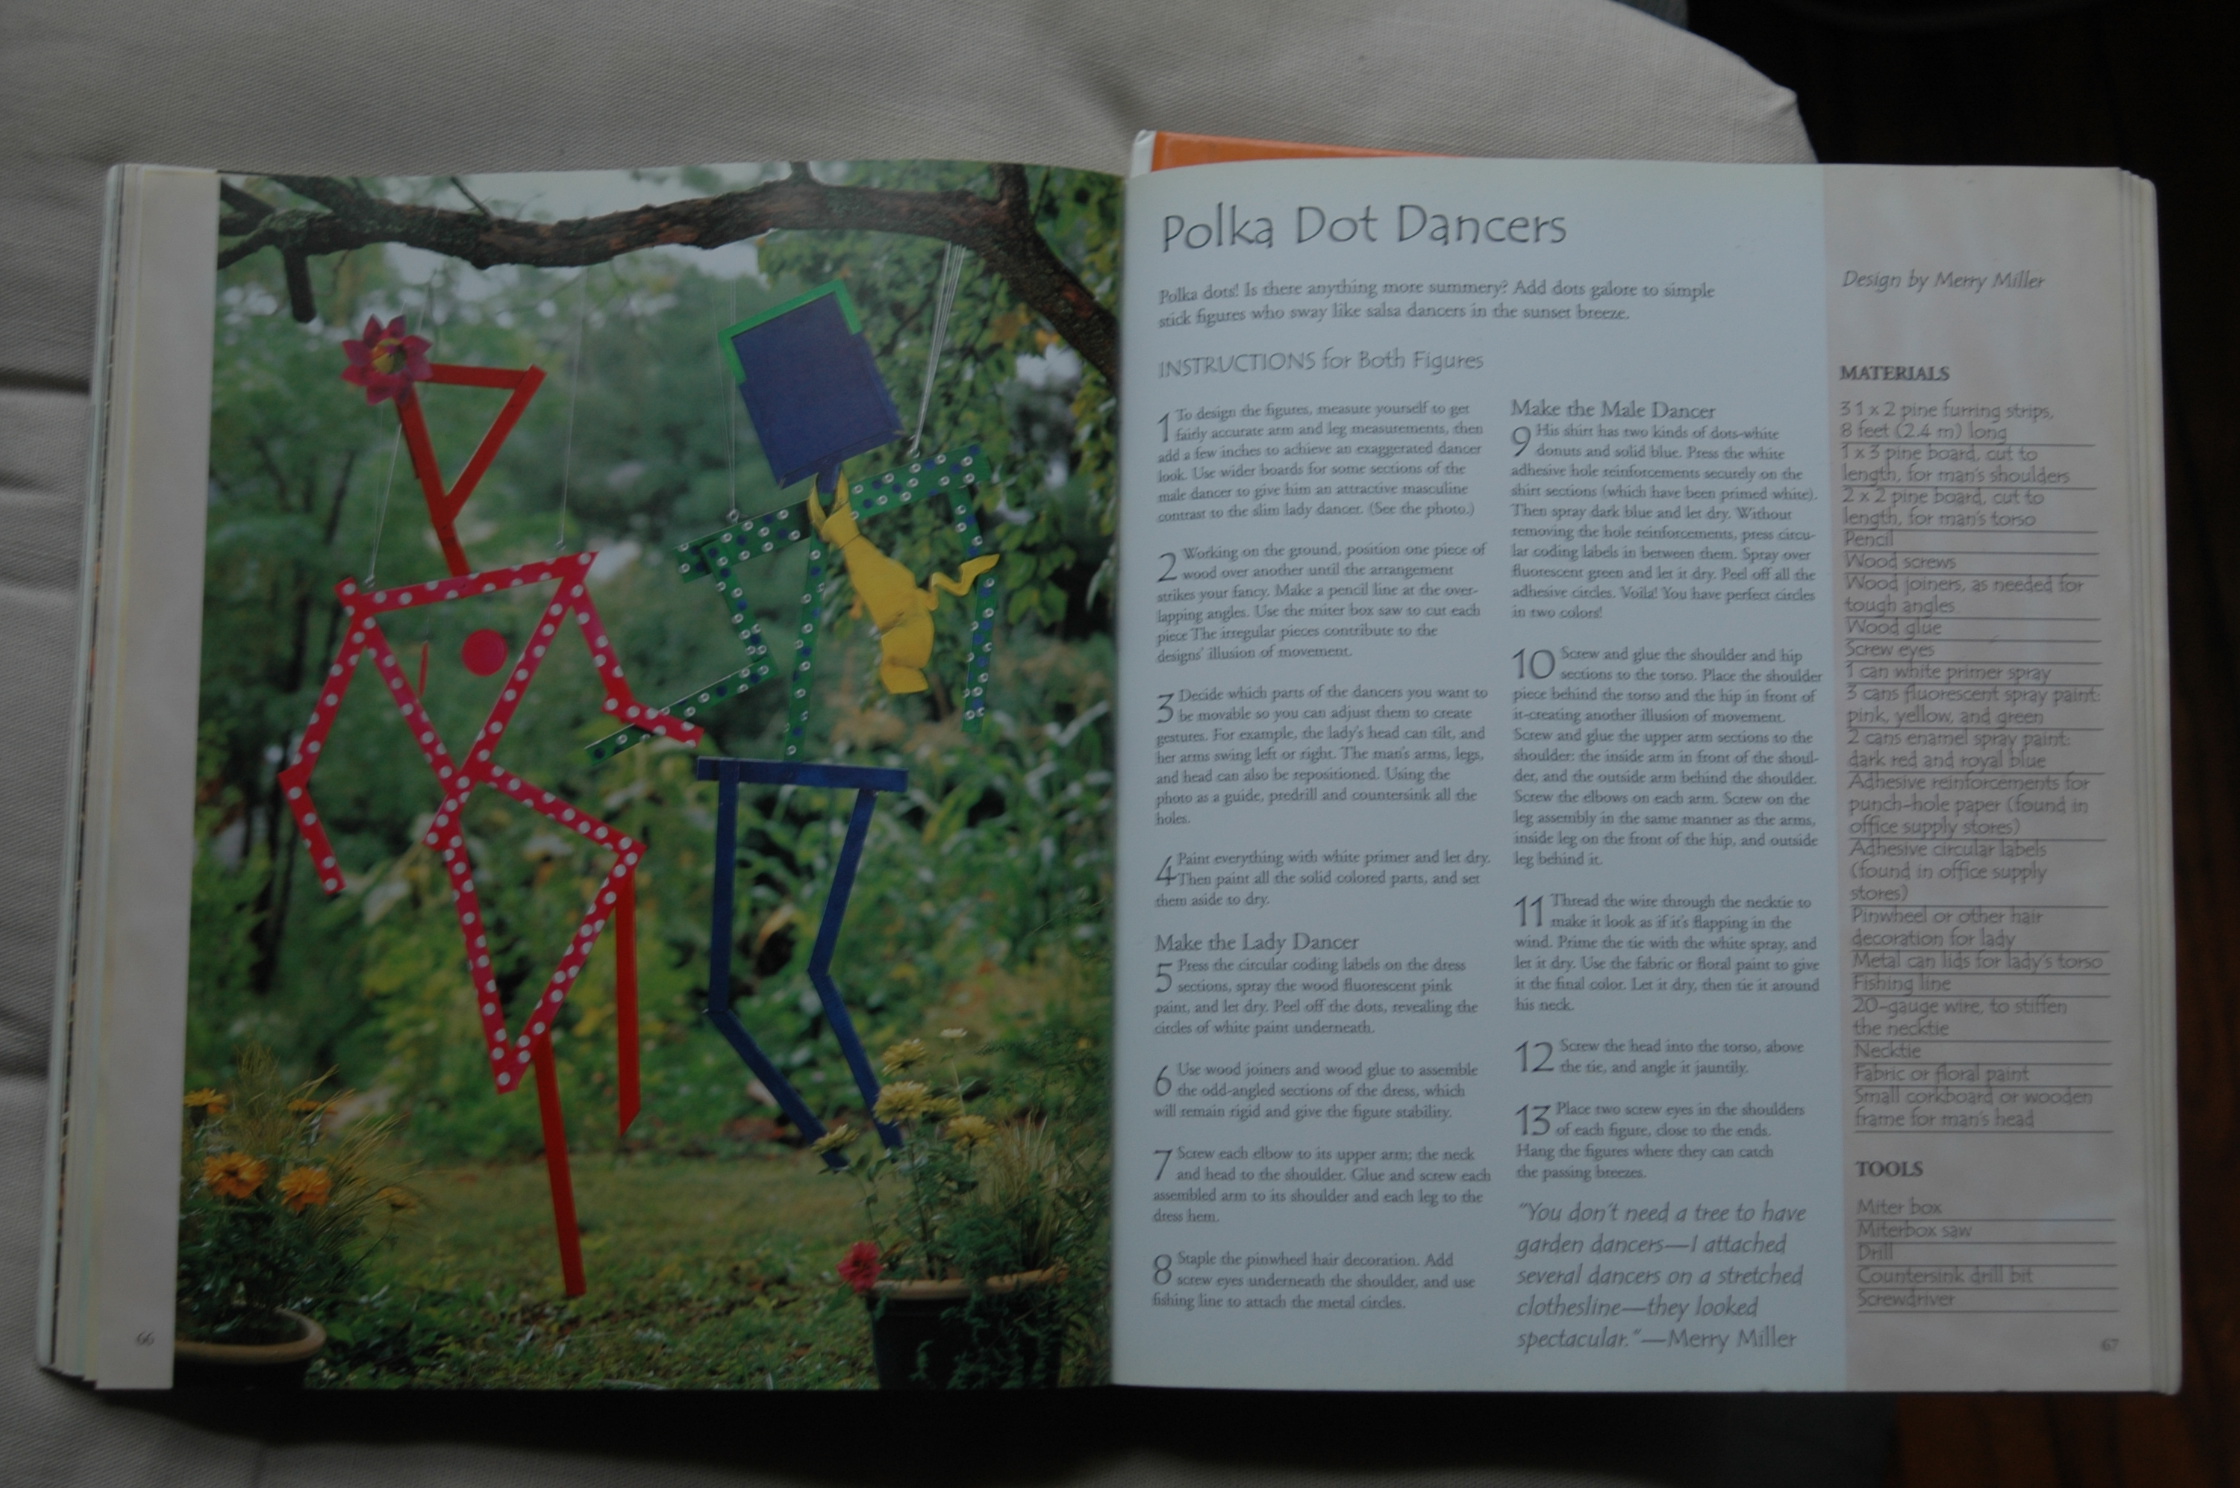 Polka Dot Dancers
Polka dots! Is there anything more summery? Add dots galore to simple
stick figures who sway like salsa dancers in the sunset breeze.
INSTRUCTIONS for Both Figures
1 To design the figures, measure yourself to get
fairly accurate arm and leg measurements, then
add a few inches to achieve an exaggerated dancer
look. Use wider boards for some sections of the
male dancer to give him an attractive masculine
contrast to the slim lady dancer. (See the photo.)
2 Working on the ground, position one piece of
wood over another until the arrangement
strikes your fancy. Make a pencil line at the over-
lapping angles. Use the miter box saw to cut each
piece The irregular pieces contribute to the
designs' illusion of movement.
3 Decide which parts of the dancers you want to
be movable so you can adjust them to create
gestures. For example, the lady's head can tilt, and
her arms swing left or right. The man's arms, legs,
and head can also be repositioned. Using the
photo as a guide, predrill and countersink all the
holes.
4 Paint everything with white primer and let dry.
Then paint all the solid colored parts, and set
them aside to dry.
Make the Lady Dancer
5 Press the circular coding labels on the dress
sections, spray the wood fluorescent pink
paint, and let dry. Peel off the dots, revealing the
circles of white paint underneath.
6 Use wood joiners and wood glue to assemble
the odd-angled sections of the dress, which
will remain rigid and give the figure stability.
7 Screw each elbow to its upper arm; the neck
and head to the shoulder. Glue and screw each
assembled arm to its shoulder and each leg to the
dress hem.
8 Staple the pinwheel hair decoration. Add
screw eyes underneath the shoulder, and use
fishing line to attach the metal circles.
Make the Male Dancer
9 His shirt has two kinds of dots-white
donuts and solid blue. Press the white
adhesive hole reinforcements securely on the
shirt sections (which have been primed white).
Then spray dark blue and let dry. Without
removing the hole reinforcements, press circu-
lar coding labels in between them. Spray over
fluorescent green and let it dry. Peel off all the
adhesive circles. Voila! You have perfect circles
in two colors!
10 Screw and glue the shoulder and hip
sections to the torso. Place the shoulder
piece behind the torso and the hip in front of
it-creating another illusion of movement.
Screw and glue the upper arm sections to the
shoulder: the inside arm in front of the shoul-
der, and the outside arm behind the shoulder.
Screw the elbows on each arm. Screw on the
leg assembly in the same manner as the arms,
inside leg on the front of the hip, and outside
leg behind it.
11 Thread the wire through the necktie to
make it look as if it's flapping in the
wind. Prime the tie with the white spray, and
let it dry. Use the fabric or floral paint to give
it the final color. Let it dry, then tie it around
his neck.
12 Screw the head into the torso, above
the tie, and angle it jauntily.
13 Place two screw eyes in the shoulders
of each figure, close to the ends.
Hang the figures where they can catch
the passing breezes.
"You don't need a tree to have
garden dancers—I attached
several dancers on a stretched
clothesline—they looked
spectacular."—Merry Miller
Design by Merry Miller
MATERIALS
3 1 x 2 pine furring strips,
8 feet (2.4 m) long
1 x 3 pine board, cut to
length, for man's shoulders
2 x 2 pine board, cut to
length, for man's torso
Pencil
Wood screws
Wood joiners, as needed for
tough angles
Wood glue
Screw eyes
1 can white primer spray
3 cans fluorescent spray paint:
pink, yellow, and green
2 cans enamel spray paint:
dark red and royal blue
Adhesive reinforcements for
punch-hole paper (found in
office supply stores)
Adhesive circular labels
(found in office supply
stores)
Pinwheel or other hair
decoration for lady
Metal can lids for lady's torso
Fishing line
20-gauge wire, to stiffen
the necktie
Necktie
Fabric or floral paint
Small corkboard or wooden
frame for man's head
TOOLS
Miter box
Miterbox saw
Drill
Countersink drill bit
Screwdriver
66
67